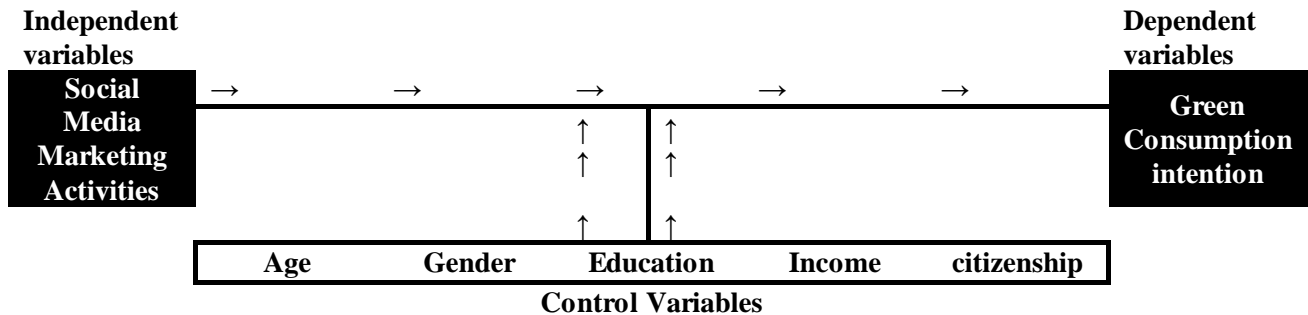 Independent
variables
Dependent
variables
Social
Media
Marketing
Activities
→ → → → →
↑ ↑
↑ ↑
↑ ↑
Green
Consumption
intention
Age Gender Education Income citizenship
Control Variables